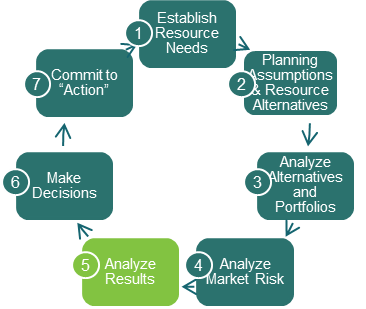 1
Establish
Resource
Needs
2
Planning
Assumptions
& Resource
Alternatives
3
Analyze
Alternatives
and
Portfolios
4
Analyze
Market Risk
5
Analyze
Results
6
Make
Decisions
7
Commit to
“Action”